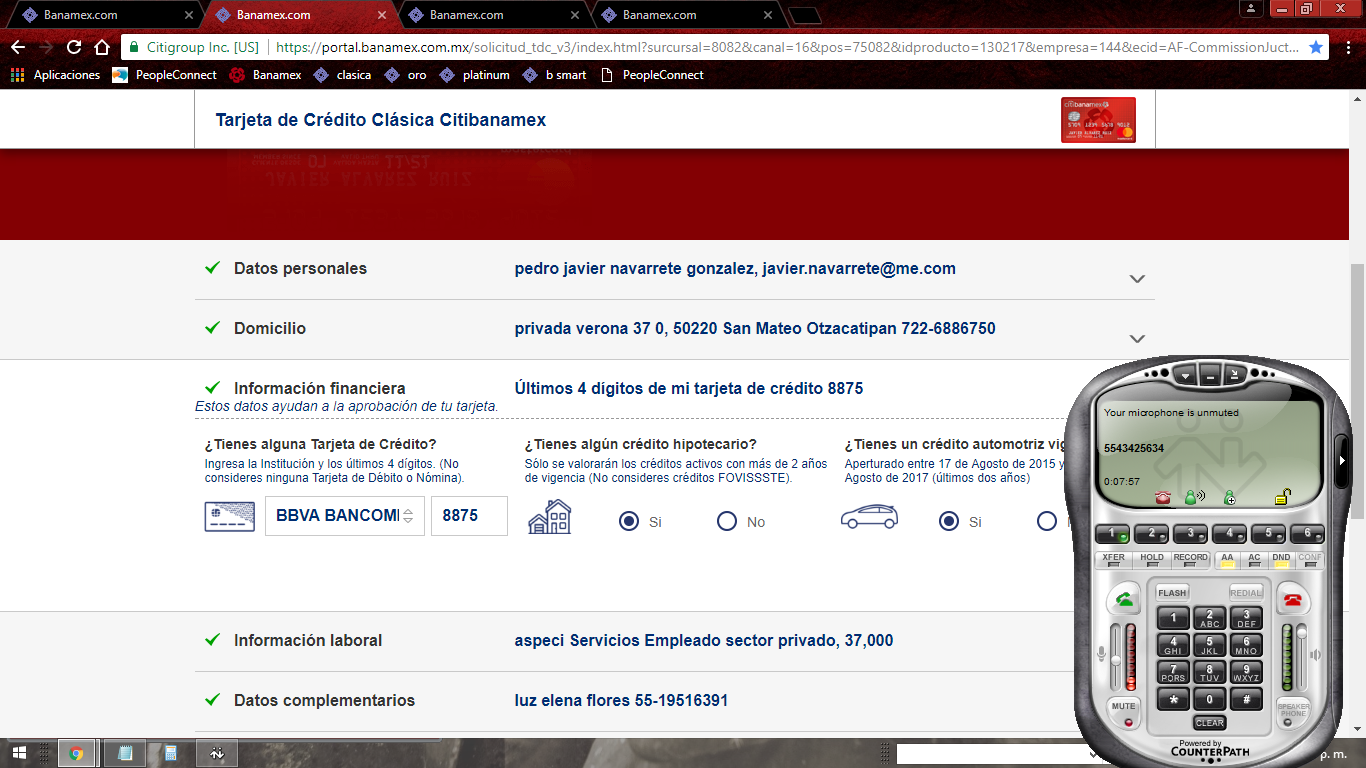 Banamex.com
Banamex.com
Banamex.com
Banamex.com
Citigroup Inc. [US]
https://portal.banamex.com.mx/solicitud_tdc_v3/index.html?surcursal=8082&canal=16&pos=75082&idproducto=130217&empresa=144&ecid=AF-CommissionJuct...
Aplicaciones
PeopleConnect
Banamex
clasica
oro
platinum
b smart
PeopleConnect
Tarjeta de Crédito Clásica Citibanamex
citibanamex
JAVIER ALVAREZ RUIZ
Datos personales
pedro javier navarrete gonzalez, javier.navarrete@me.com
Domicilio
privada verona 37 0, 50220 San Mateo Otzacatipan 722-6886750
Información financiera
Últimos 4 dígitos de mi tarjeta de crédito 8875
Estos datos ayudan a la aprobación de tu tarjeta.
¿Tienes alguna Tarjeta de Crédito?
Ingresa la Institución y los últimos 4 dígitos. (No
consideres ninguna Tarjeta de Débito o Nómina).
BBVA BANCOMI
8875
¿Tienes algún crédito hipotecario?
Sólo se valorarán los créditos activos con más de 2 años
de vigencia (No consideres créditos FOVISSSTE).
Si
No
¿Tienes un crédito automotriz vig
Aperturado entre 17 de Agosto de 2015 y
Agosto de 2017 (últimos dos años)
Si
Información laboral
aspeci Servicios Empleado sector privado, 37,000
Datos complementarios
luz elena flores 55-19516391
Your microphone is unmuted
5543425634
0:07:57
1 2 3 4 5 6
XFER HOLD RECORD AA AC DND CONF
FLASH REDIAL
1 2 ABC 3 DEF
4 GHI 5 JKL 6 MNO
7 PQRS 8 TUV 9 WXYZ
* 0 #
MUTE
SPEAKER PHONE
CLEAR
Powered by
COUNTERPATH
p. m.